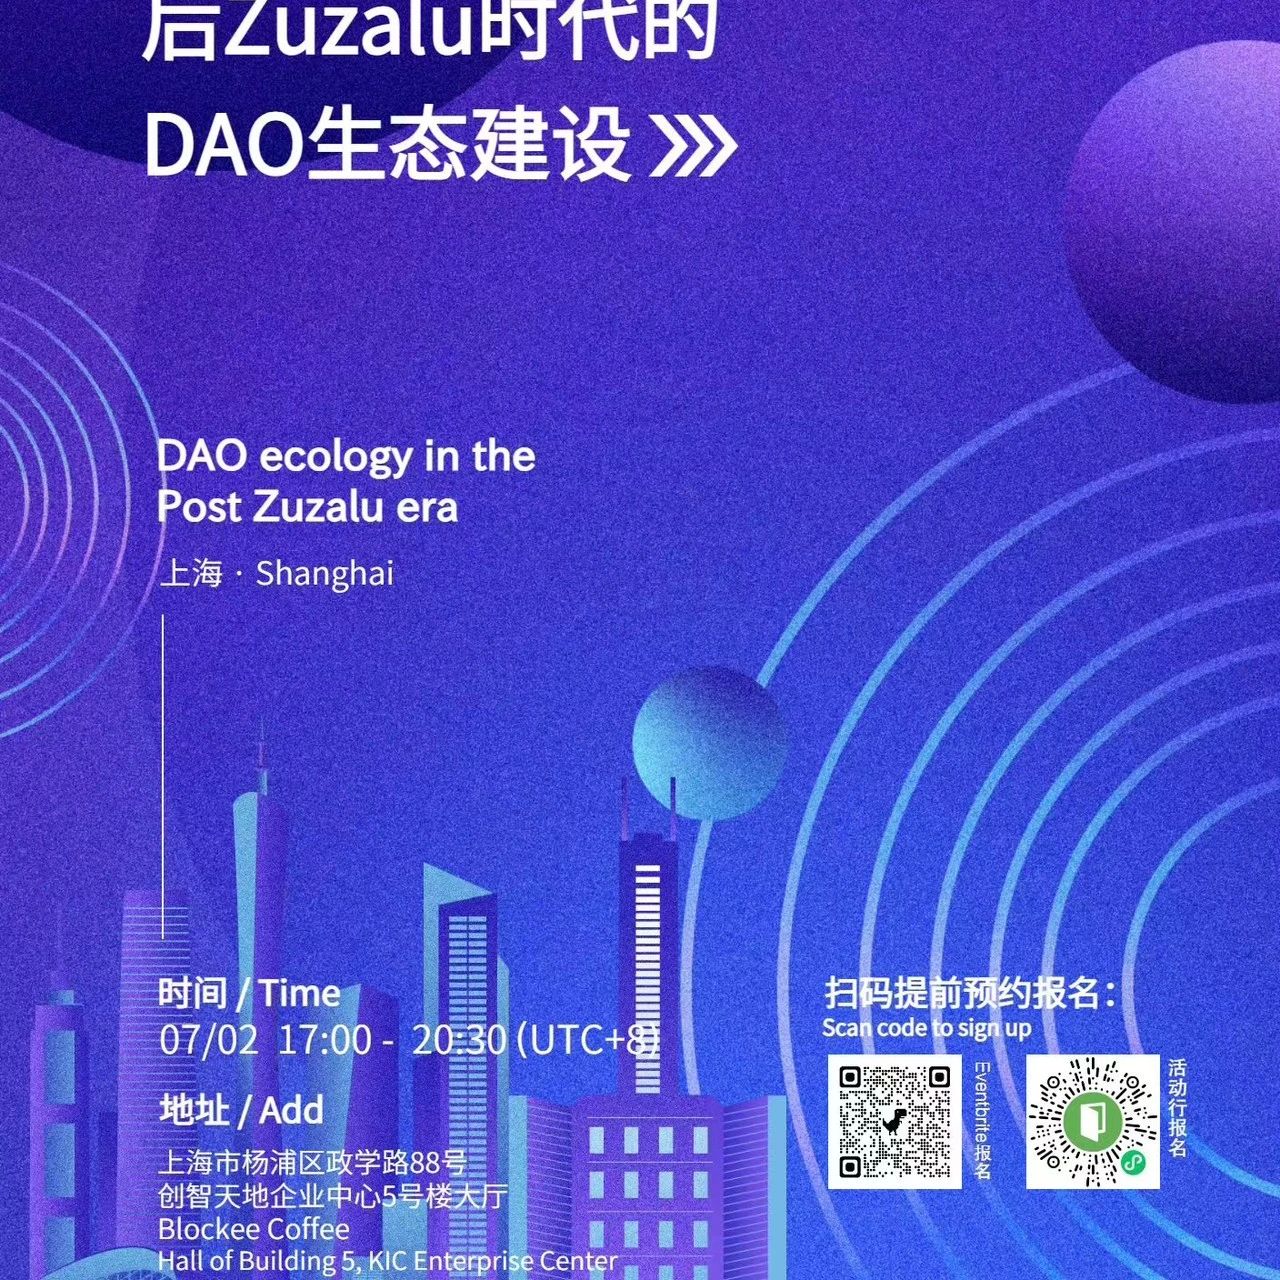 后Zuzalu时代的
DAO生态建设
DAO ecology in the
Post Zuzalu era
上海 · Shanghai
时间 / Time
07/02 17:00 - 20:30 (UTC+8)
地址 / Add
上海市杨浦区政学路88号
创智天地企业中心5号楼大厅
Blockee Coffee
Hall of Building 5, KIC Enterprise Center
扫码提前预约报名：
Scan code to sign up
Eventbrite报名
活动行报名